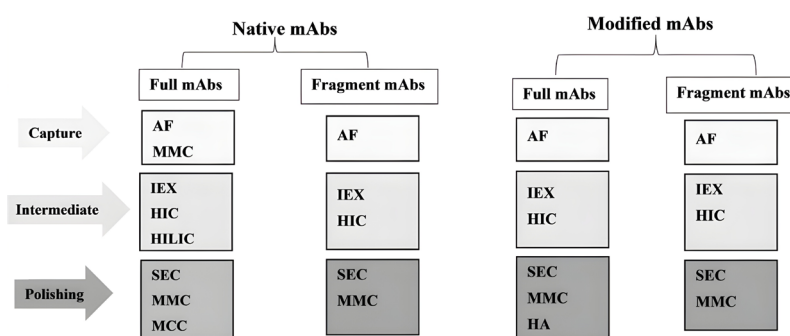 Native mAbs
Modified mAbs
Full mAbs
Fragment mAbs
Full mAbs
Fragment mAbs
Capture
AF
MMC
AF
AF
AF
Intermediate
IEX
HIC
HILIC
IEX
HIC
IEX
HIC
IEX
HIC
Polishing
SEC
MMC
MCC
SEC
MMC
SEC
MMC
HA
SEC
MMC